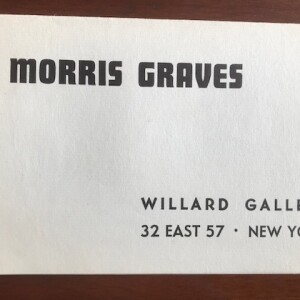 MORRIS GRAVES
WILLARD GALLE
32 EAST 57 · NEW YO